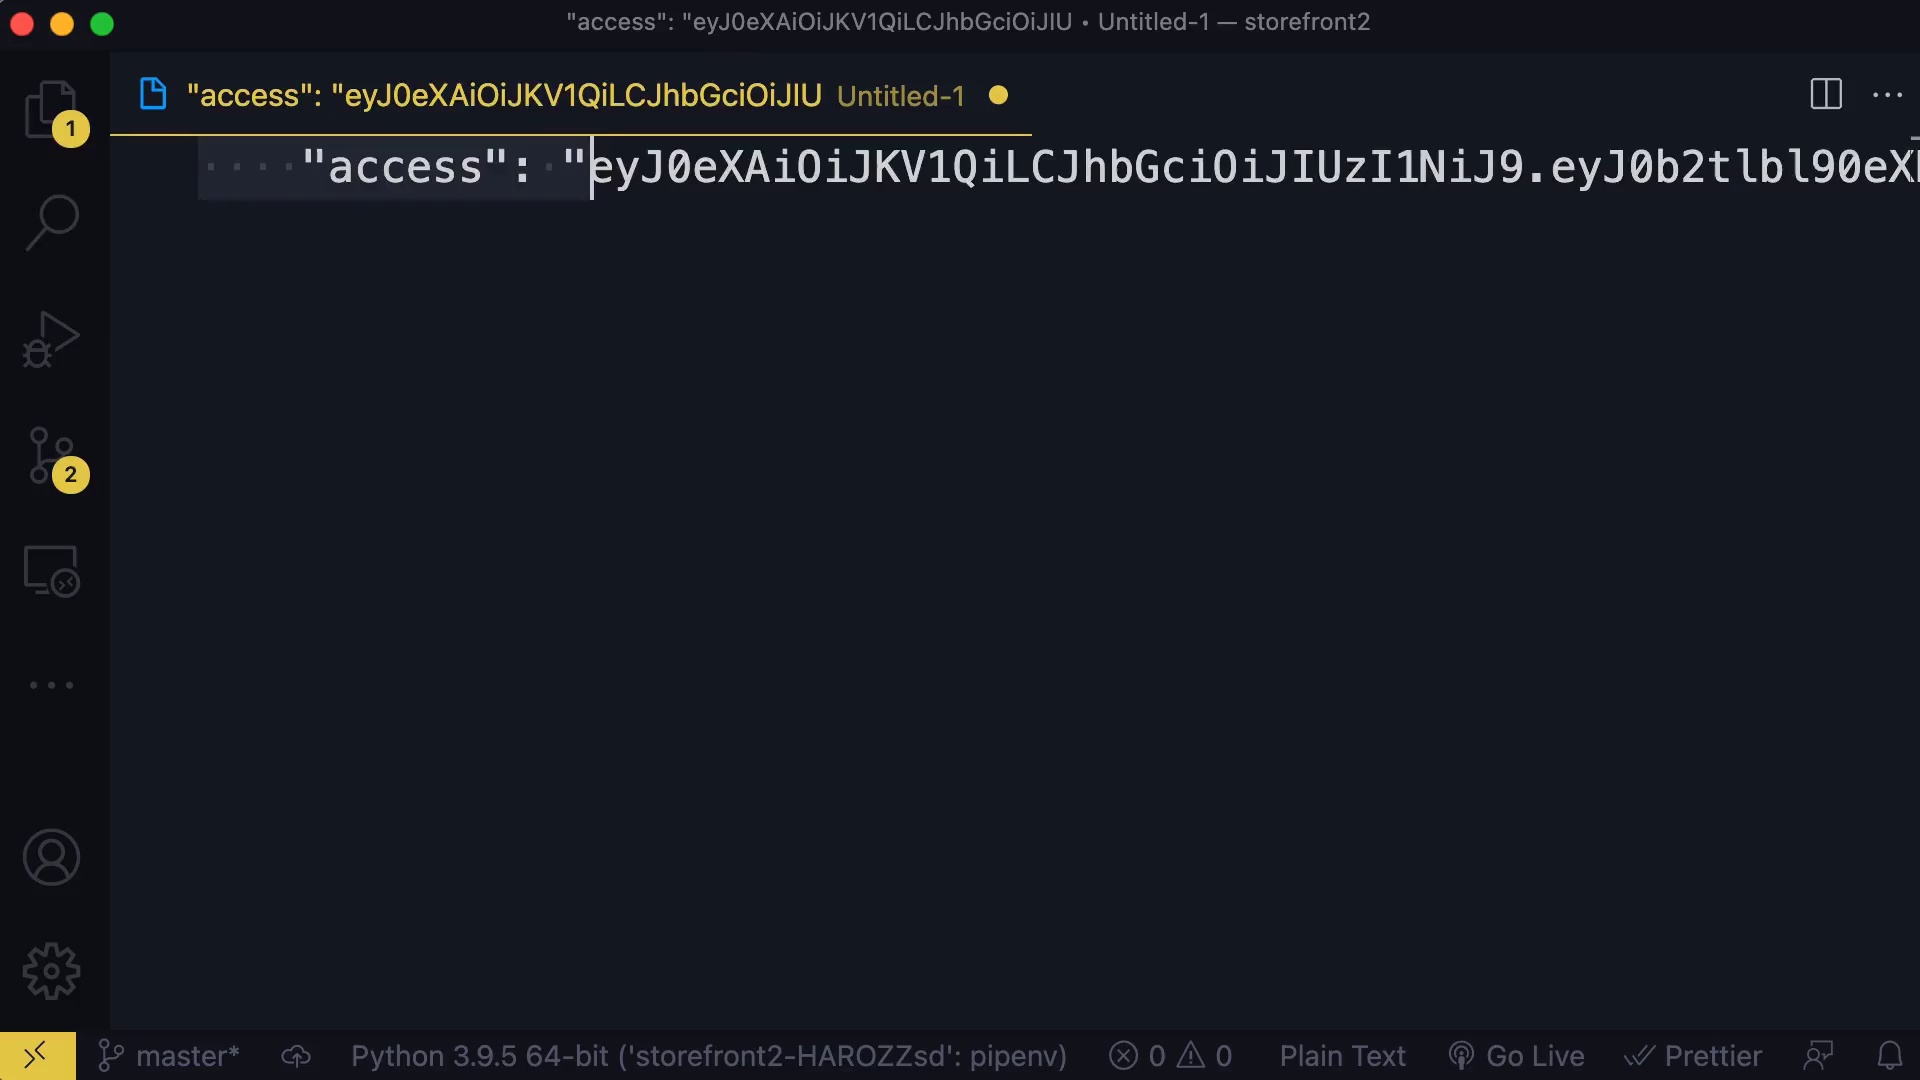 "access": "eyJ0eXAiOiJKV1QiLCJhbGciOiJIU • Untitled-1 — storefront2
"access": "eyJ0eXAiOiJKV1QiLCJhbGciOiJIU Untitled-1
1
"access": "eyJ0eXAiOiJKV1QiLCJhbGciOiJIUzI1NiJ9.eyJ0b2tlbl90eX
2
master* Python 3.9.5 64-bit ('storefront2-HAROZZsd': pipenv) 0 0 Plain Text Go Live Prettier